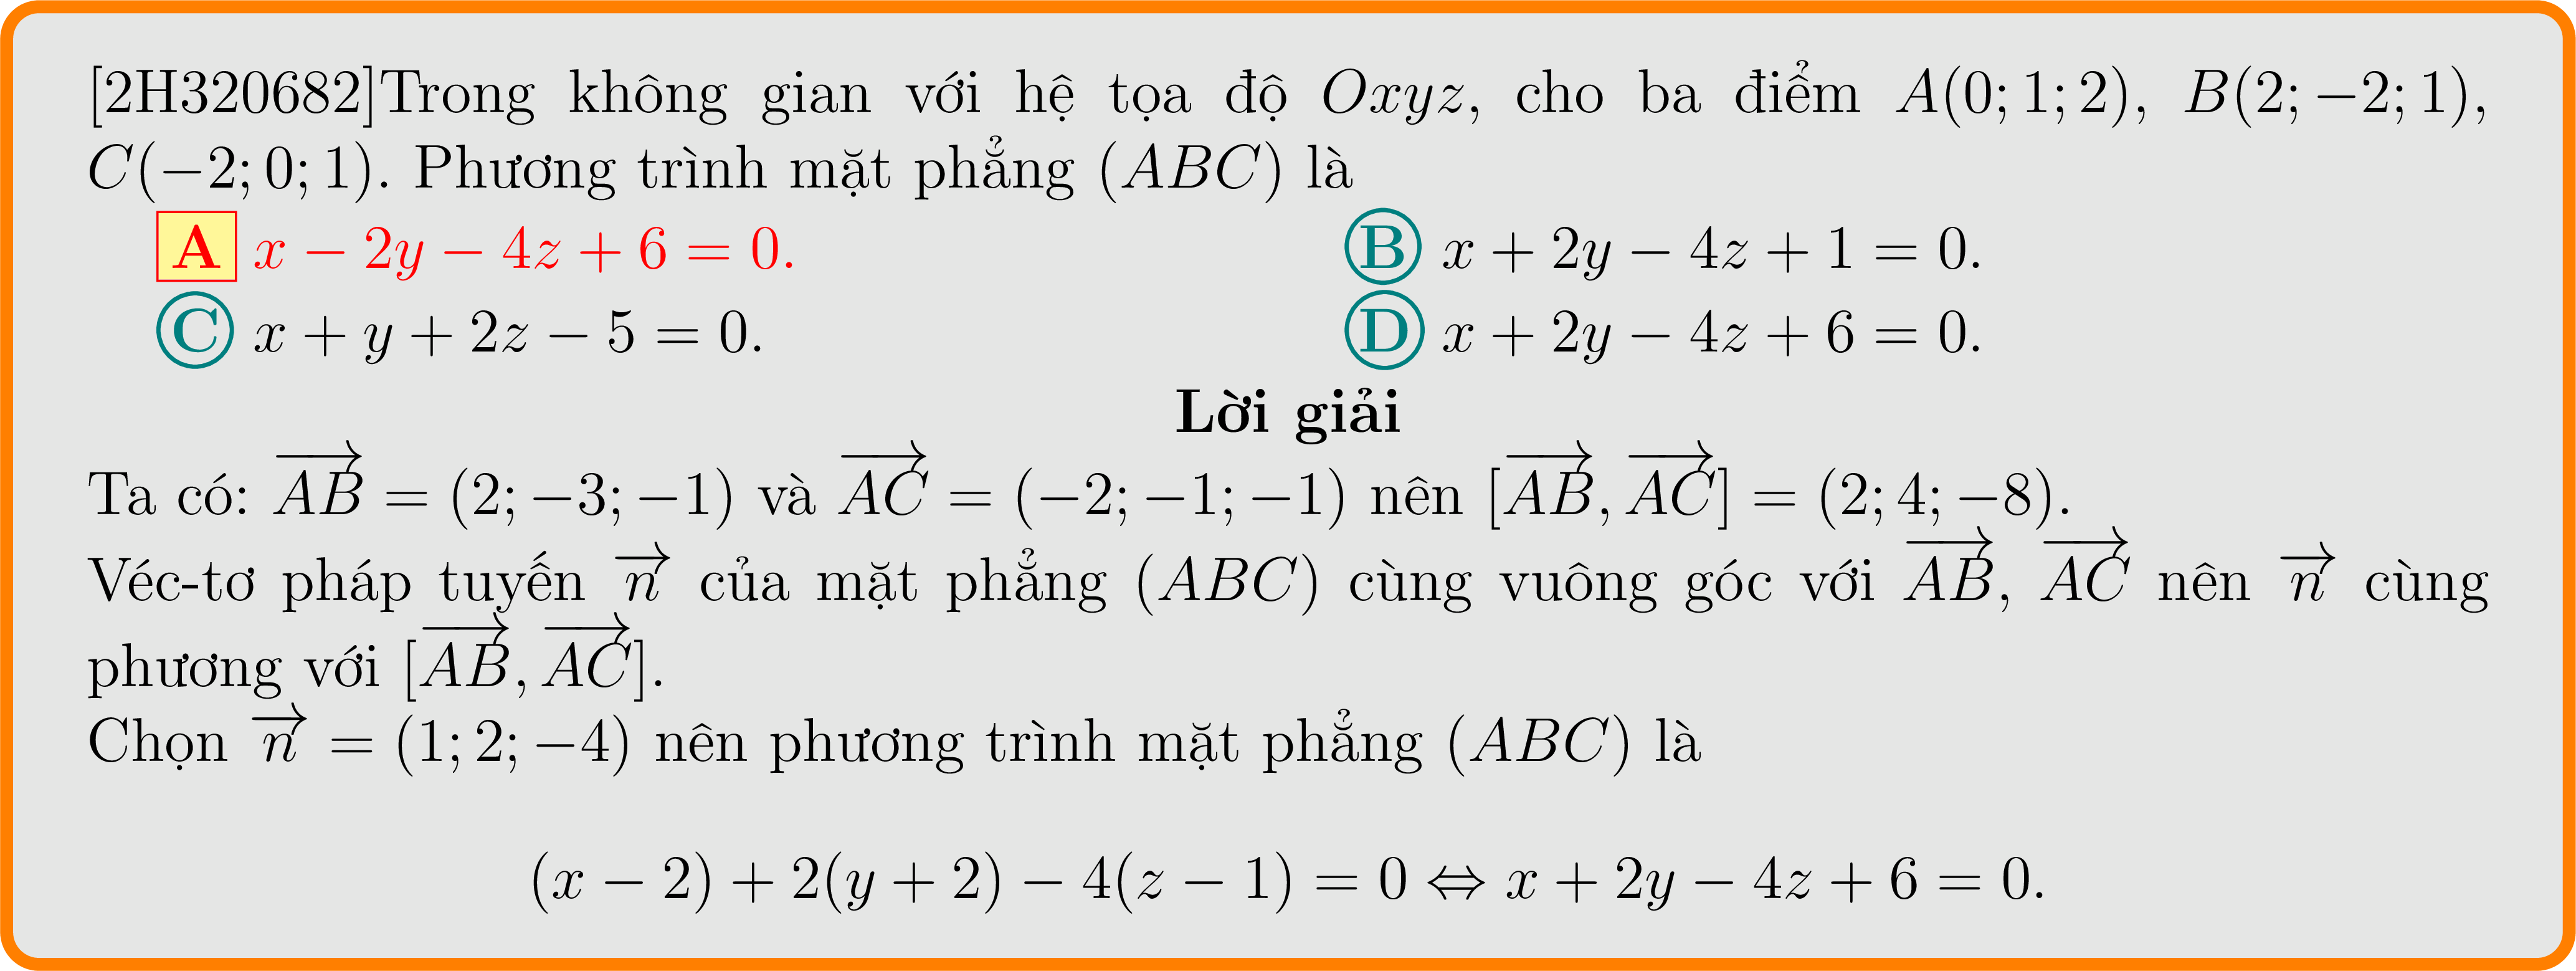 [2H320682]Trong không gian với hệ tọa độ Oxyz, cho ba điểm A(0; 1; 2), B(2; −2; 1),
C(−2; 0; 1). Phương trình mặt phẳng (ABC) là
A x − 2y − 4z + 6 = 0. B x + 2y − 4z + 1 = 0.
C x + y + 2z − 5 = 0. D x + 2y − 4z + 6 = 0.
Lời giải
Ta có: $\overrightarrow{AB}$ = (2; −3; −1) và $\overrightarrow{AC}$ = (−2; −1; −1) nên [$\overrightarrow{AB}$, $\overrightarrow{AC}$] = (2; 4; −8).
Véc-tơ pháp tuyến $\overrightarrow{n}$ của mặt phẳng (ABC) cùng vuông góc với $\overrightarrow{AB}$, $\overrightarrow{AC}$ nên $\overrightarrow{n}$ cùng
phương với [$\overrightarrow{AB}$, $\overrightarrow{AC}$].
Chọn $\overrightarrow{n}$ = (1; 2; −4) nên phương trình mặt phẳng (ABC) là
(x − 2) + 2(y + 2) − 4(z − 1) = 0 ⇔ x + 2y − 4z + 6 = 0.